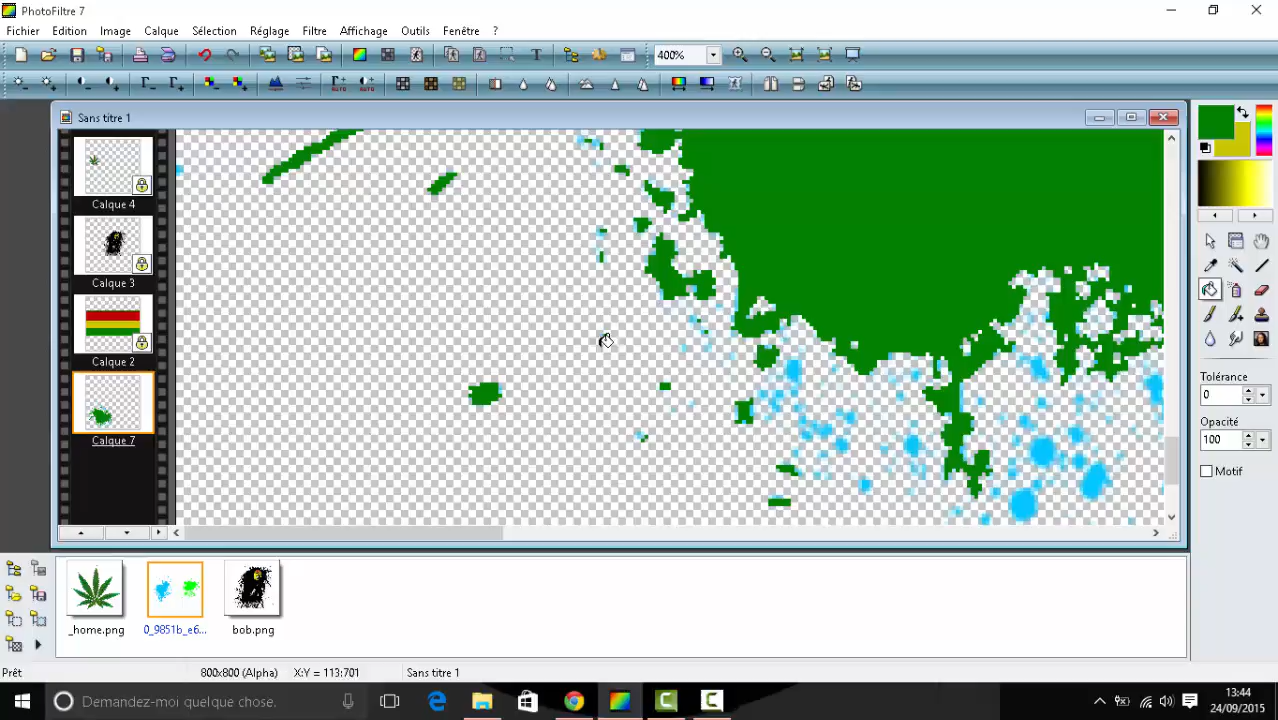 PhotoFiltre 7
Fichier Edition Image Calque Sélection Réglage Filtre Affichage Outils Fenêtre ?
T 400%
AUTO AUTO
Sans titre 1
Calque 4
Calque 3
Calque 2
Calque 7
Tolérance
0
Opacité
100
Motif
_home.png 0_9851b_e6... bob.png
Prêt 800x800 (Alpha) X:Y = 113:701 Sans titre 1
Demandez-moi quelque chose.
13:44
24/09/2015